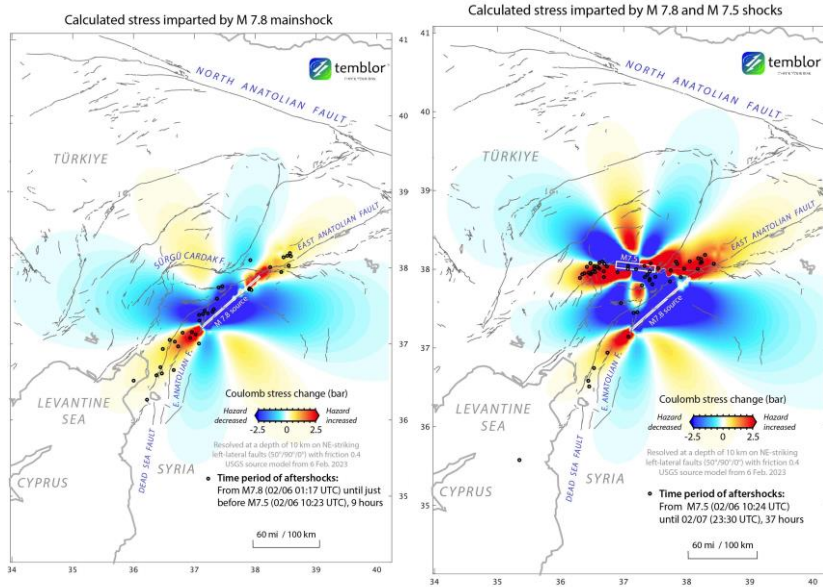 Calculated stress imparted by M 7.8 mainshock
41
40
39
38
37
36
35
34
35
36
37
38
39
40
temblor
NORTH ANATOLIAN FAULT
TÜRKIYE
EAST ANATOLIAN FAULT
SÜRGÜ CARDAK F.
M7.8 source
E. ANATOLIAN F.
LEVANTINE
SEA
DEAD SEA FAULT
SYRIA
CYPRUS
Coulomb stress change (bar)
Hazard
decreased
Hazard
increased
-2.5
0
2.5
Resolved at a depth of 10 km on NE-striking
left-lateral faults (50°/90°/0°) with friction 0.4
USGS source model from 6 Feb. 2023
Time period of aftershocks:
From M7.8 (02/06 01:17 UTC) until just
before M7.5 (02/06 10:23 UTC), 9 hours
60 mi / 100 km
Calculated stress imparted by M 7.8 and M 7.5 shocks
41
40
39
38
37
36
35
34
35
36
37
38
39
40
temblor
NORTH ANATOLIAN FAULT
TÜRKIYE
EAST ANATOLIAN FAULT
M7.5
M7.8 source
E. ANATOLIAN F.
LEVANTINE
SEA
DEAD SEA FAULT
SYRIA
CYPRUS
Coulomb stress change (bar)
Hazard
decreased
Hazard
increased
-2.5
0
2.5
Resolved at a depth of 10 km on NE-striking
left-lateral faults (50°/90°/0°) with friction 0.4
USGS source model from 6 Feb. 2023
Time period of aftershocks:
From M7.5 (02/06 10:24 UTC)
until 02/07 (23:30 UTC), 37 hours
60 mi / 100 km